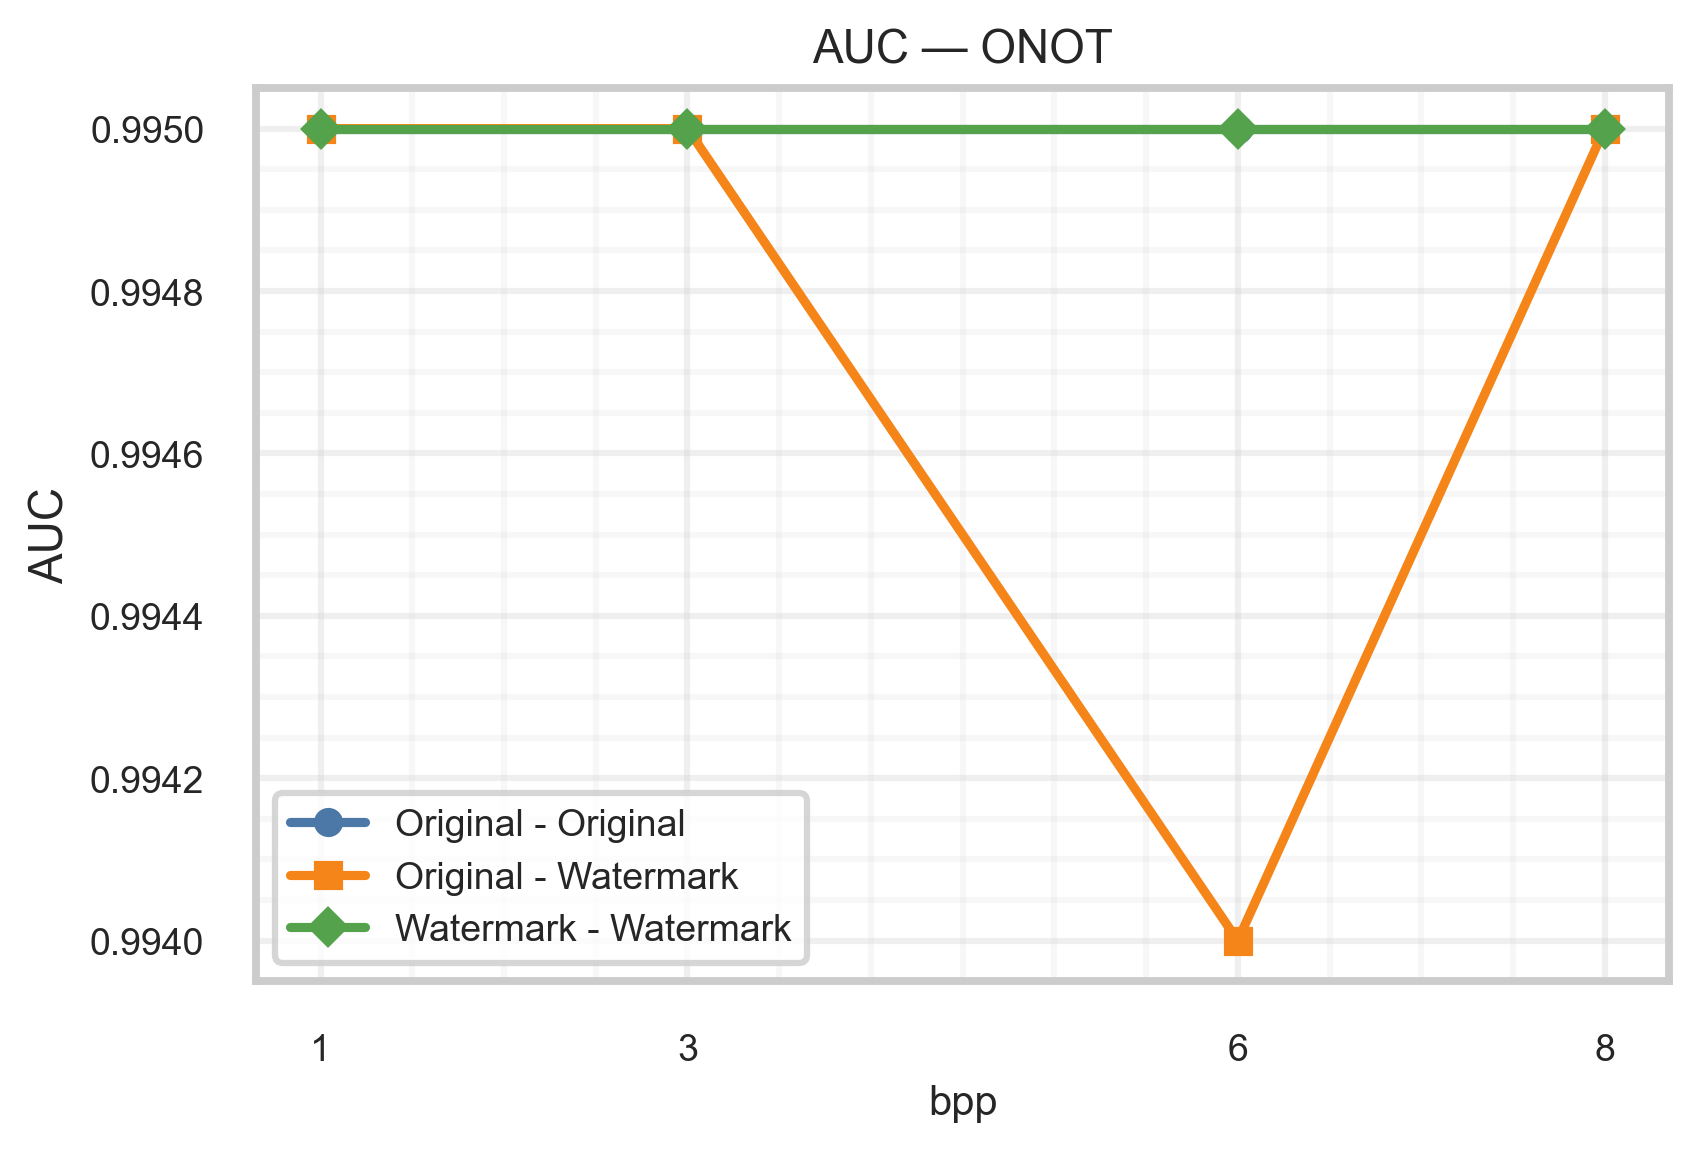 AUC — ONOT
0.9950
0.9948
0.9946
0.9944
0.9942
0.9940
AUC
Original - Original
Original - Watermark
Watermark - Watermark
1 3 6 8
bpp